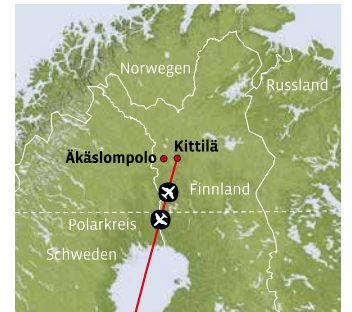 Norwegen
Russland
Kittilä
Äkäslompolo
Finnland
Polarkreis
Schweden